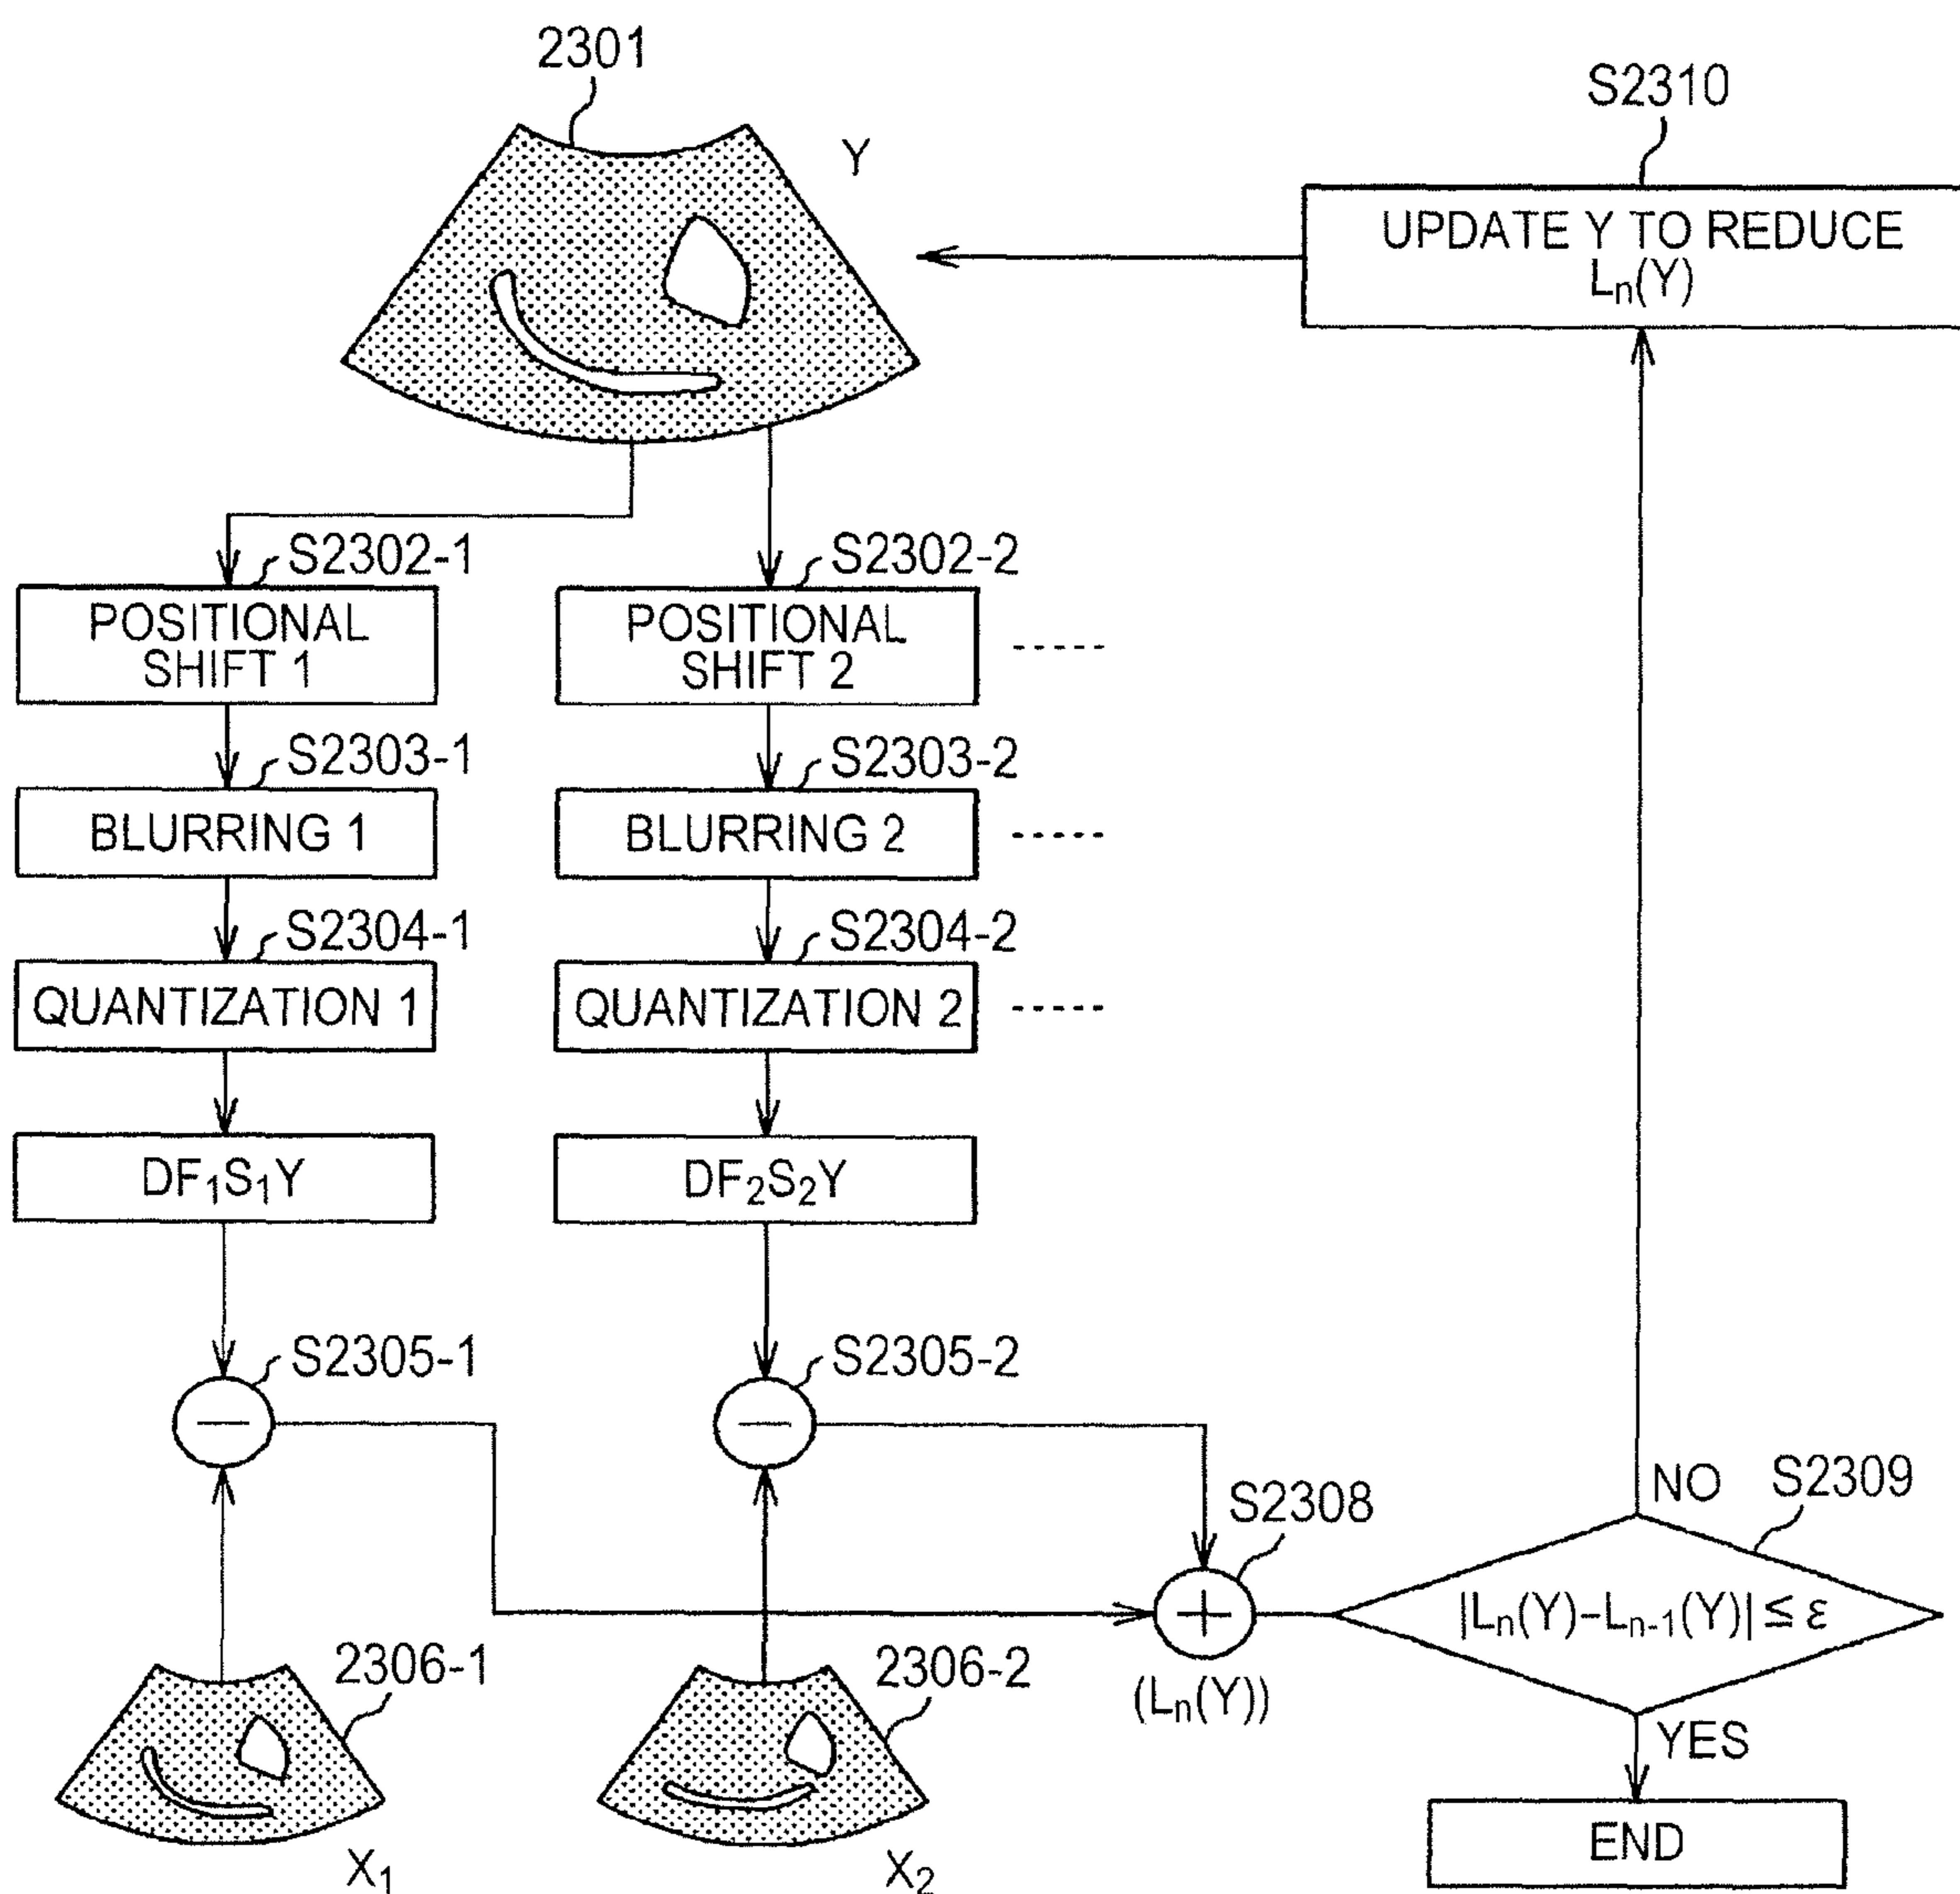 2301
Y
S2310
UPDATE Y TO REDUCE
Lₙ(Y)
S2302-1
S2302-2
POSITIONAL
SHIFT 1
POSITIONAL
SHIFT 2
-----
S2303-1
S2303-2
BLURRING 1
BLURRING 2
-----
S2304-1
S2304-2
QUANTIZATION 1
QUANTIZATION 2
-----
DF₁S₁Y
DF₂S₂Y
S2305-1
S2305-2
−
−
NO
S2309
S2308
+
|Lₙ(Y)−Lₙ₋₁(Y)| ≦ ε
(Lₙ(Y))
2306-1
2306-2
YES
X₁
X₂
END